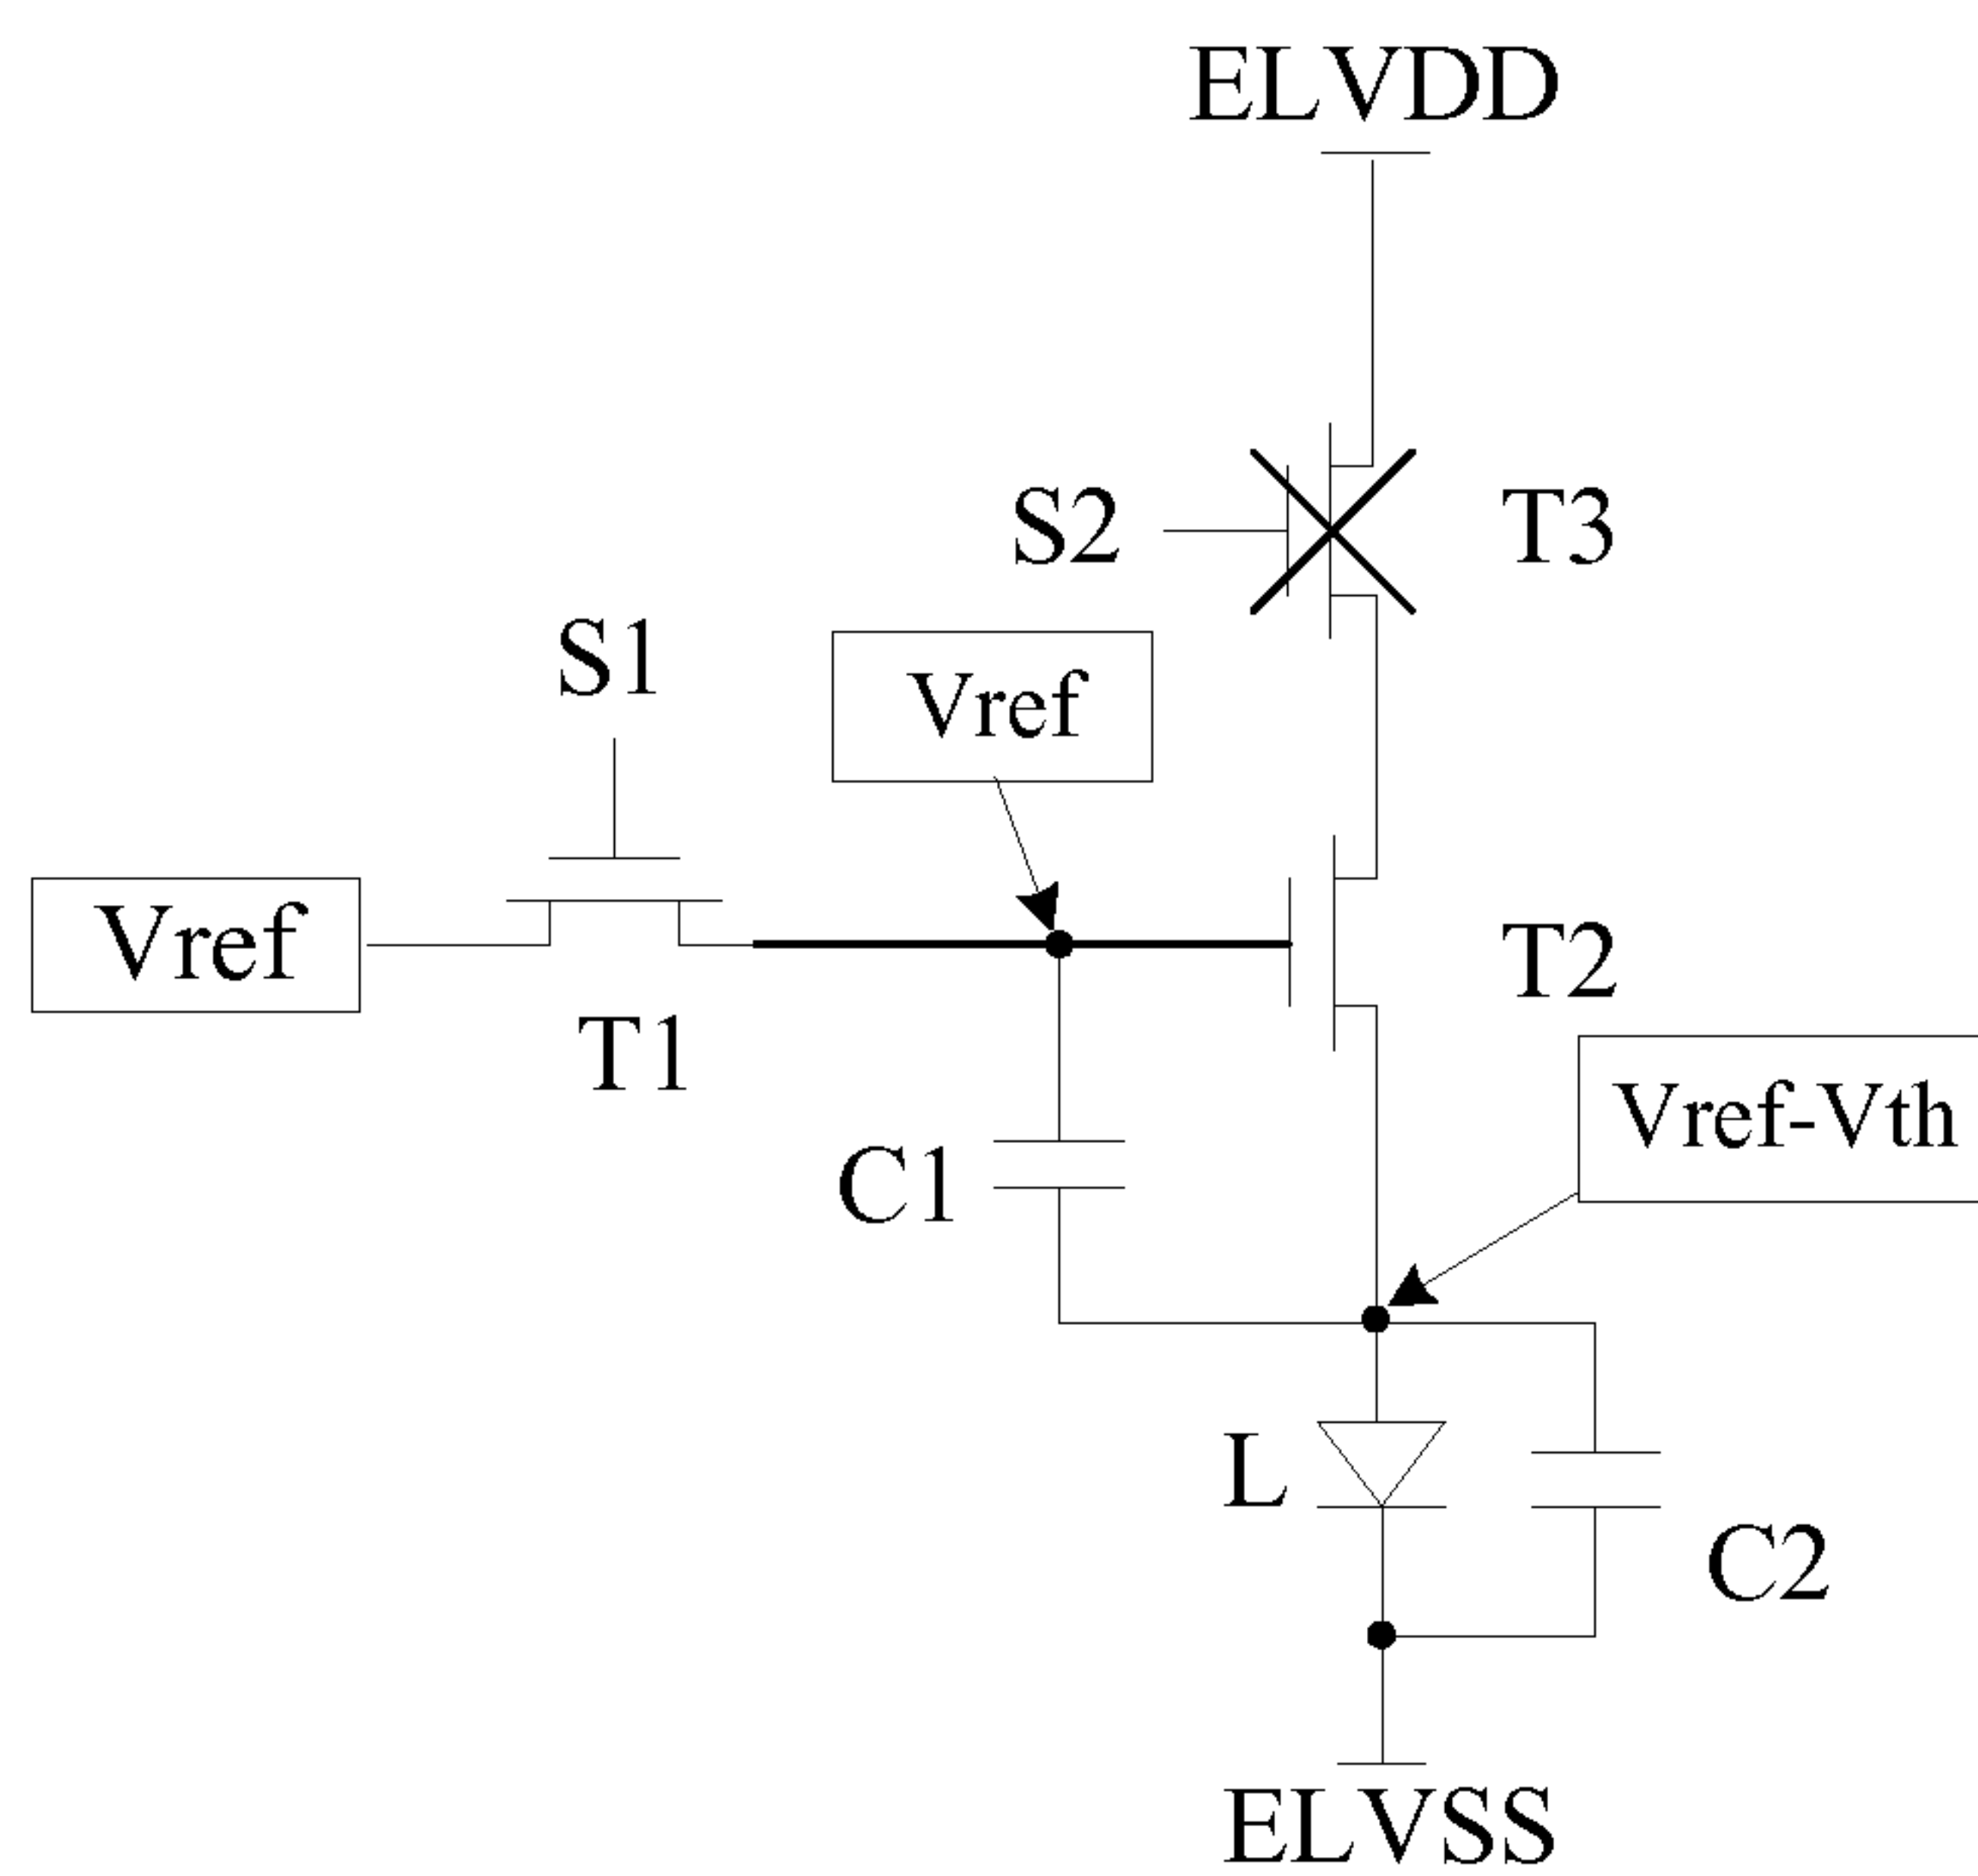 ELVDD
S2
T3
S1
Vref
Vref
T2
T1
Vref-Vth
C1
L
C2
ELVSS